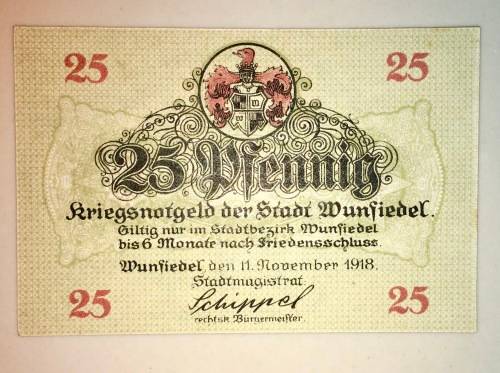 25 25
25 Pfennig
Kriegsnotgeld der Stadt Wunsiedel.
Giltig nur im Stadtbezirk Wunsiedel
bis 6 Monate nach Friedensschluss.
Wunsiedel, den 11. November 1918.
Stadtmagistrat.
Schippel
rechtsk. Bürgermeister.
25 25